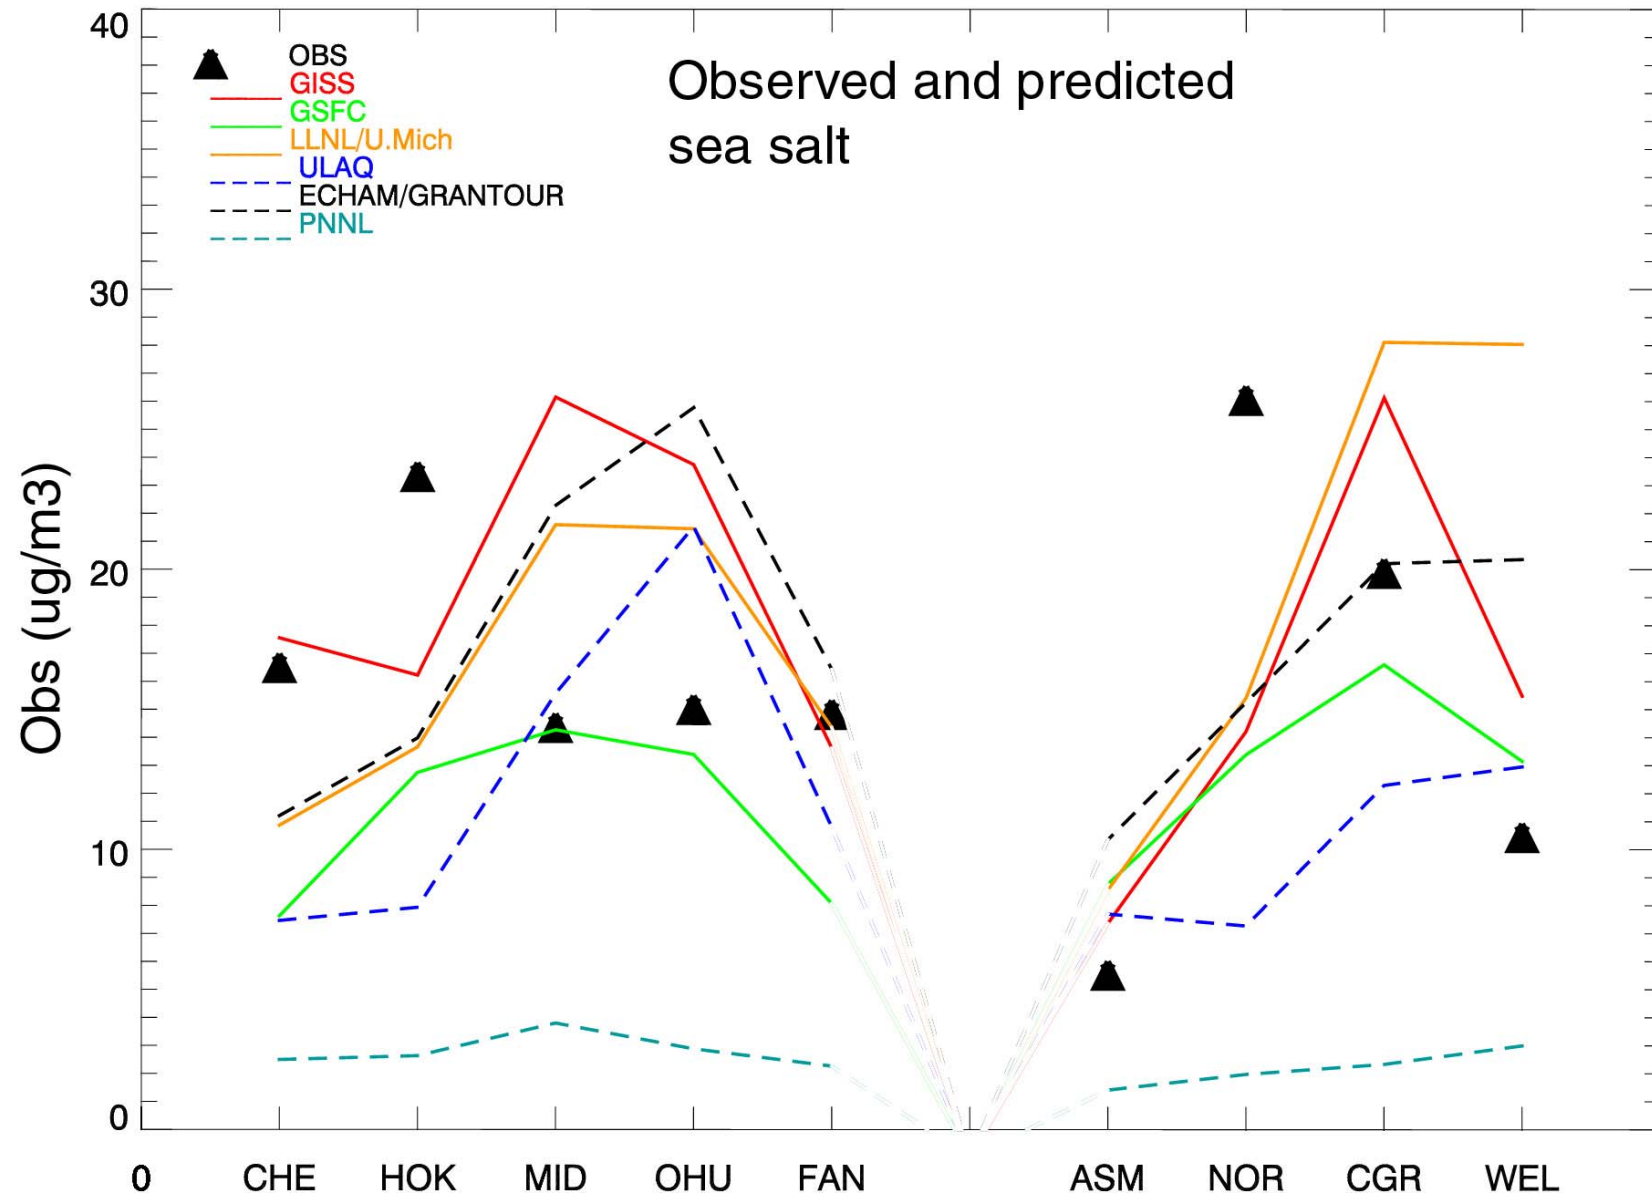 40
30
20
10
0
Obs (ug/m3)
OBS
GISS
GSFC
LLNL/U.Mich
ULAQ
ECHAM/GRANTOUR
PNNL
Observed and predicted
sea salt
0 CHE HOK MID OHU FAN ASM NOR CGR WEL